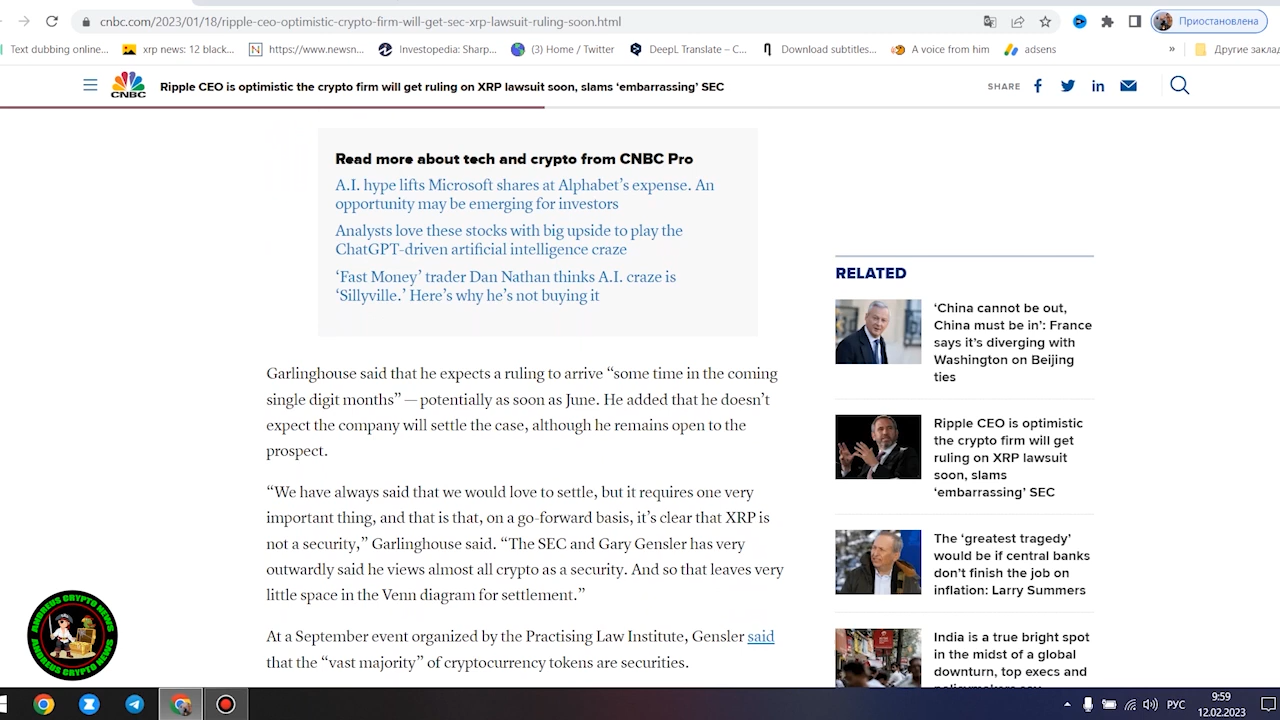 cnbc.com/2023/01/18/ripple-ceo-optimistic-crypto-firm-will-get-sec-xrp-lawsuit-ruling-soon.html
Приостановлена
Text dubbing online...
xrp news: 12 black...
https://www.newsn...
Investopedia: Sharp...
(3) Home / Twitter
DeepL Translate – C...
Download subtitles...
A voice from him
adsens
»
Другие закла
CNBC
Ripple CEO is optimistic the crypto firm will get ruling on XRP lawsuit soon, slams ‘embarrassing’ SEC
SHARE
Read more about tech and crypto from CNBC Pro
A.I. hype lifts Microsoft shares at Alphabet’s expense. An
opportunity may be emerging for investors
Analysts love these stocks with big upside to play the
ChatGPT-driven artificial intelligence craze
‘Fast Money’ trader Dan Nathan thinks A.I. craze is
‘Sillyville.’ Here’s why he’s not buying it
Garlinghouse said that he expects a ruling to arrive “some time in the coming
single digit months” — potentially as soon as June. He added that he doesn’t
expect the company will settle the case, although he remains open to the
prospect.
“We have always said that we would love to settle, but it requires one very
important thing, and that is that, on a go-forward basis, it’s clear that XRP is
not a security,” Garlinghouse said. “The SEC and Gary Gensler has very
outwardly said he views almost all crypto as a security. And so that leaves very
little space in the Venn diagram for settlement.”
At a September event organized by the Practising Law Institute, Gensler said
that the “vast majority” of cryptocurrency tokens are securities.
RELATED
‘China cannot be out,
China must be in’: France
says it’s diverging with
Washington on Beijing
ties
Ripple CEO is optimistic
the crypto firm will get
ruling on XRP lawsuit
soon, slams
‘embarrassing’ SEC
The ‘greatest tragedy’
would be if central banks
don’t finish the job on
inflation: Larry Summers
India is a true bright spot
in the midst of a global
downturn, top execs and
ANDREUS CRYPTO NEWS
ANDREUS CRYPTO NEWS
РУС
9:59
12.02.2023